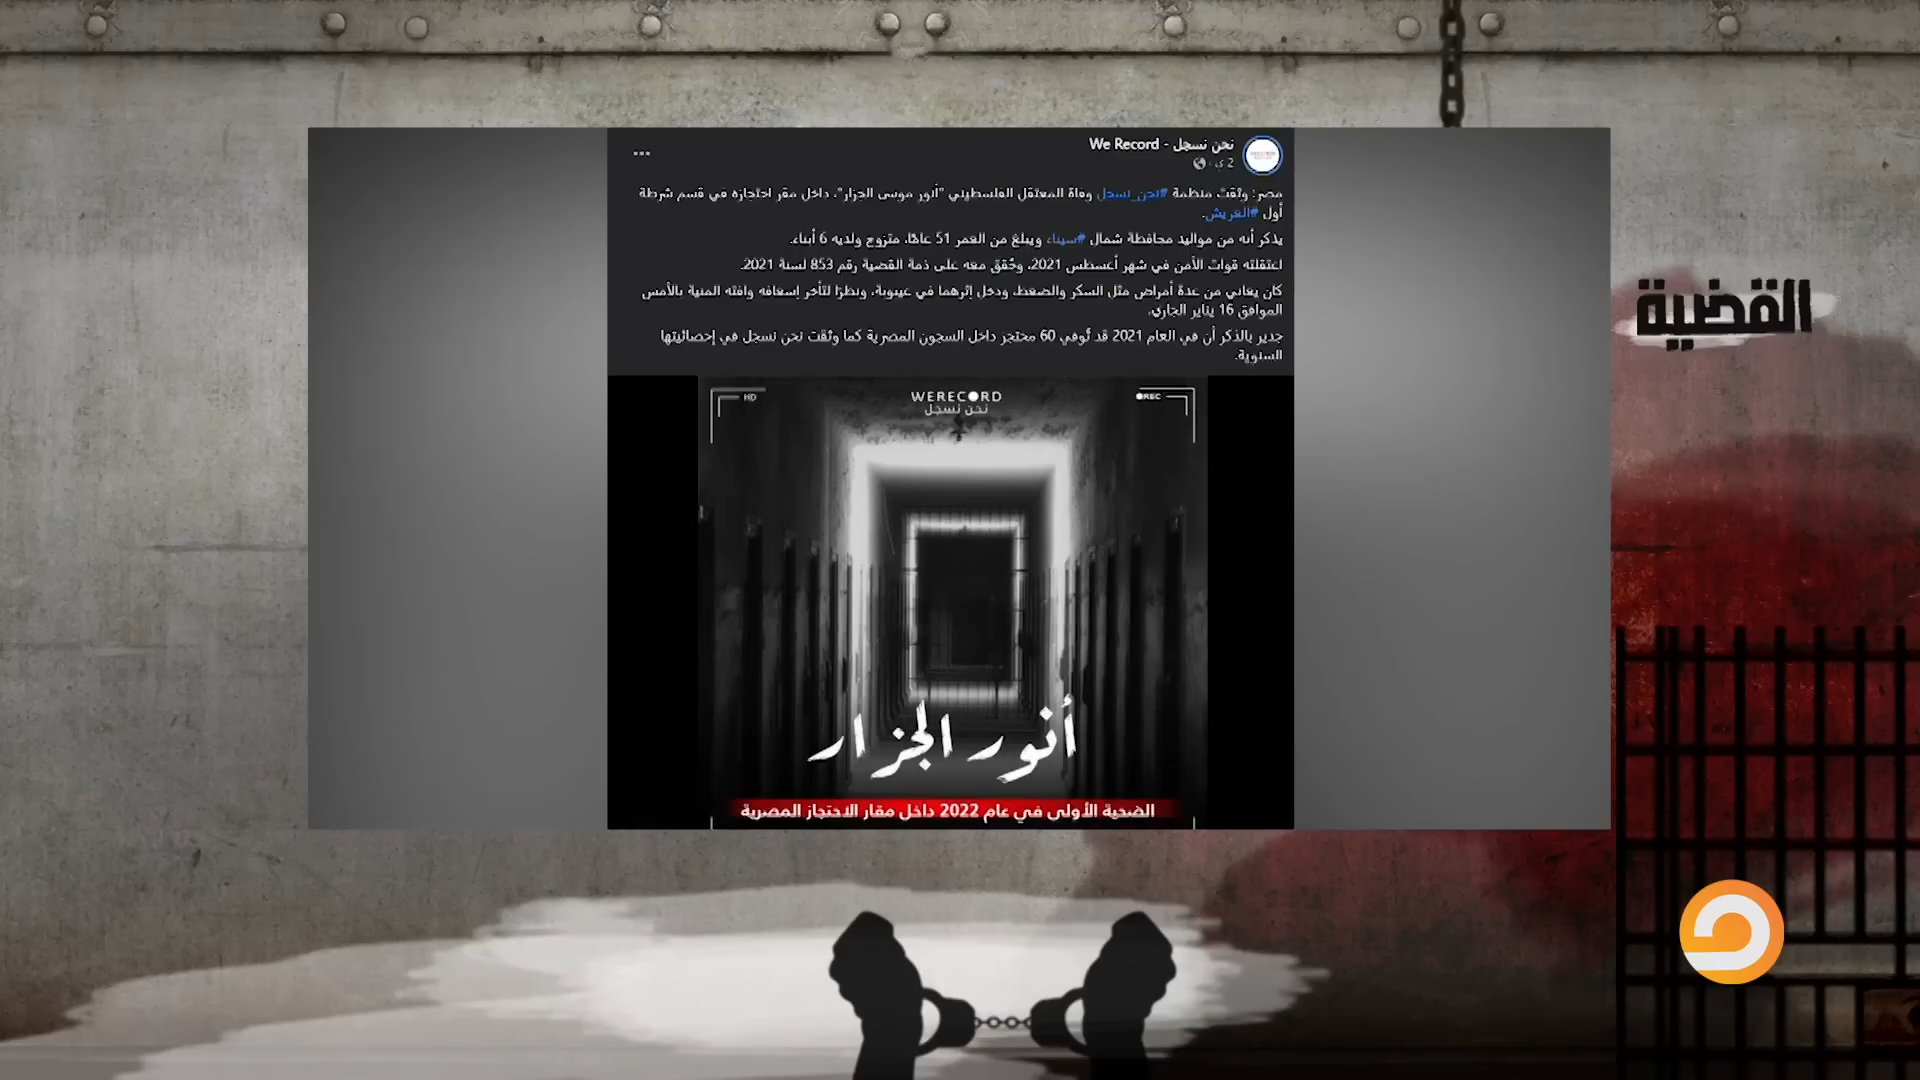 نحن نسجل - We Record
2 ي
مصر: وثقت منظمة #نحن_نسجل وفاة المعتقل الفلسطيني "أنور موسى الجزار"، داخل مقر احتجازه في قسم شرطة
أول #العريش.
يذكر أنه من مواليد محافظة شمال #سيناء ويبلغ من العمر 51 عامًا، متزوج ولديه 6 أبناء.
اعتقلته قوات الأمن في شهر أغسطس 2021، وحُقق معه على ذمة القضية رقم 853 لسنة 2021.
كان يعاني من عدة أمراض مثل السكر والضغط، ودخل إثرهما في غيبوبة، ونظرًا لتأخر إسعافه وافته المنية بالأمس
الموافق 16 يناير الجاري.
جدير بالذكر أن في العام 2021 قد تُوفي 60 محتجز داخل السجون المصرية كما وثقت نحن نسجل في إحصائيتها
السنوية.
HD
WERECORD
REC
نحن نسجل
القضية
أنور الجزار
الضحية الأولى في عام 2022 داخل مقار الاحتجاز المصرية